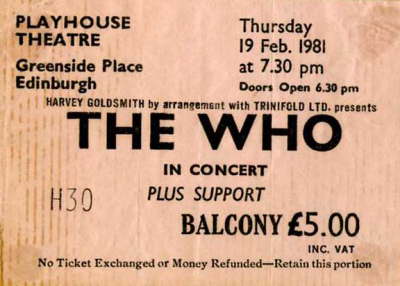 PLAYHOUSE
THEATRE
Greenside Place
Edinburgh
Thursday
19 Feb. 1981
at 7.30 pm
Doors Open 6.30 pm
HARVEY GOLDSMITH by arrangement with TRINIFOLD LTD. presents
THE WHO
IN CONCERT
H30
PLUS SUPPORT
BALCONY £5.00
INC. VAT
No Ticket Exchanged or Money Refunded—Retain this portion